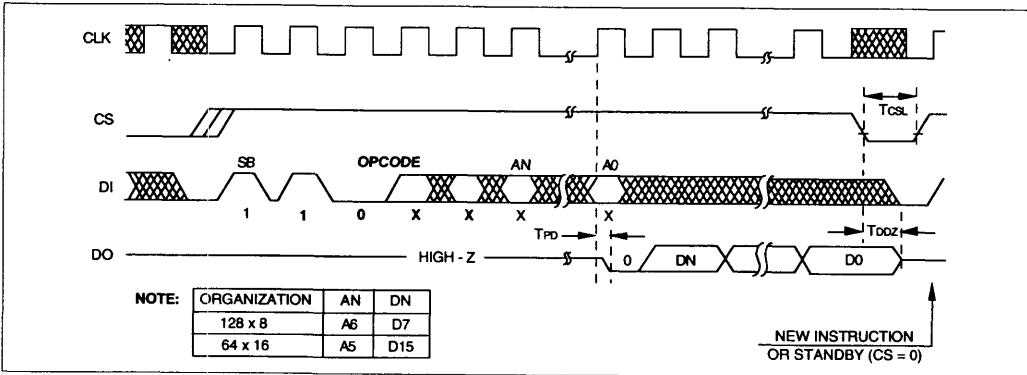 CLK
CS
TCSL
SB OPCODE AN A0
DI
1 1 0 X X X X
TPD
TDDZ
DO HIGH - Z 0 DN D0
NOTE: ORGANIZATION AN DN
128 x 8 A6 D7
64 x 16 A5 D15
NEW INSTRUCTION
OR STANDBY (CS = 0)